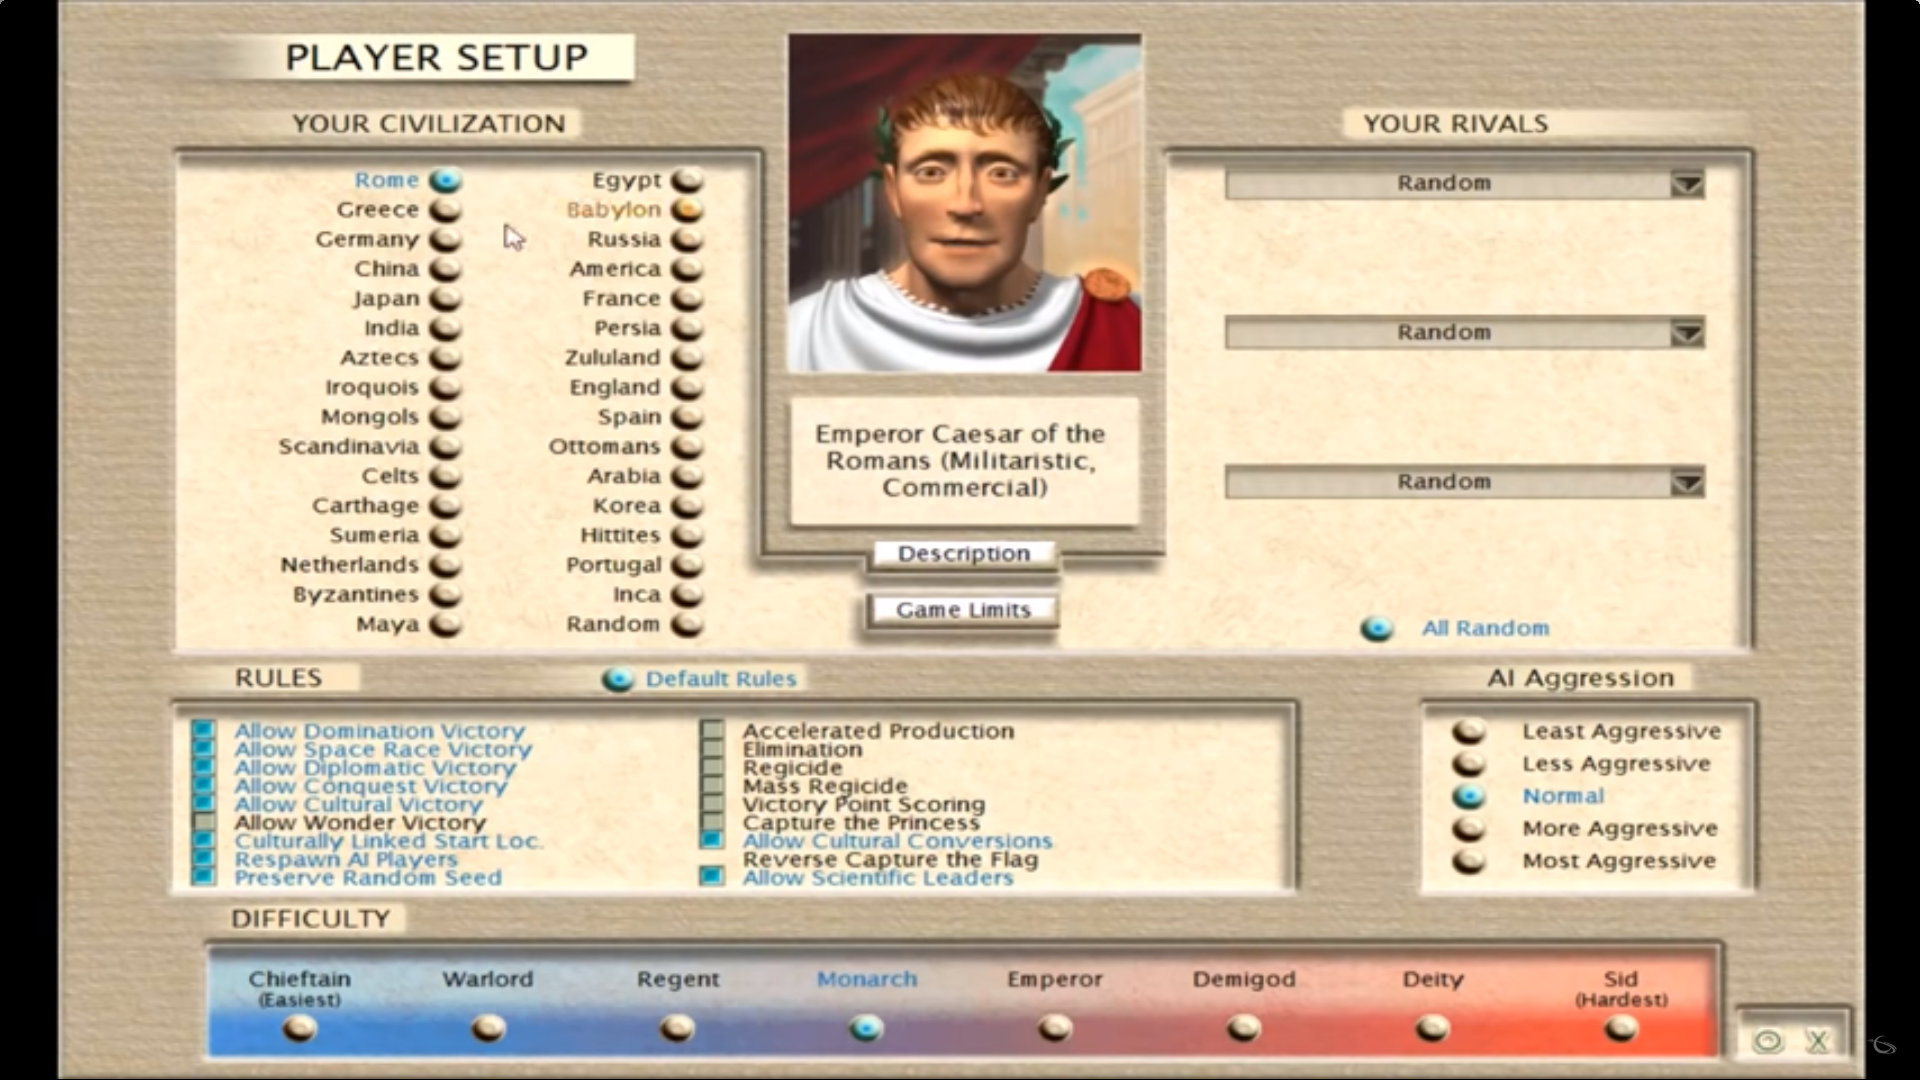 PLAYER SETUP
YOUR CIVILIZATION
Rome
Egypt
Greece
Babylon
Germany
Russia
China
America
Japan
France
India
Persia
Aztecs
Zululand
Iroquois
England
Mongols
Spain
Scandinavia
Ottomans
Celts
Arabia
Carthage
Korea
Sumeria
Hittites
Netherlands
Portugal
Byzantines
Inca
Maya
Random
Emperor Caesar of the
Romans (Militaristic,
Commercial)
Description
Game Limits
YOUR RIVALS
Random
Random
Random
All Random
RULES
Default Rules
Allow Domination Victory
Allow Space Race Victory
Allow Diplomatic Victory
Allow Conquest Victory
Allow Cultural Victory
Allow Wonder Victory
Culturally Linked Start Loc.
Respawn AI Players
Preserve Random Seed
Accelerated Production
Elimination
Regicide
Mass Regicide
Victory Point Scoring
Capture the Princess
Allow Cultural Conversions
Reverse Capture the Flag
Allow Scientific Leaders
AI Aggression
Least Aggressive
Less Aggressive
Normal
More Aggressive
Most Aggressive
DIFFICULTY
Chieftain
(Easiest)
Warlord
Regent
Monarch
Emperor
Demigod
Deity
Sid
(Hardest)